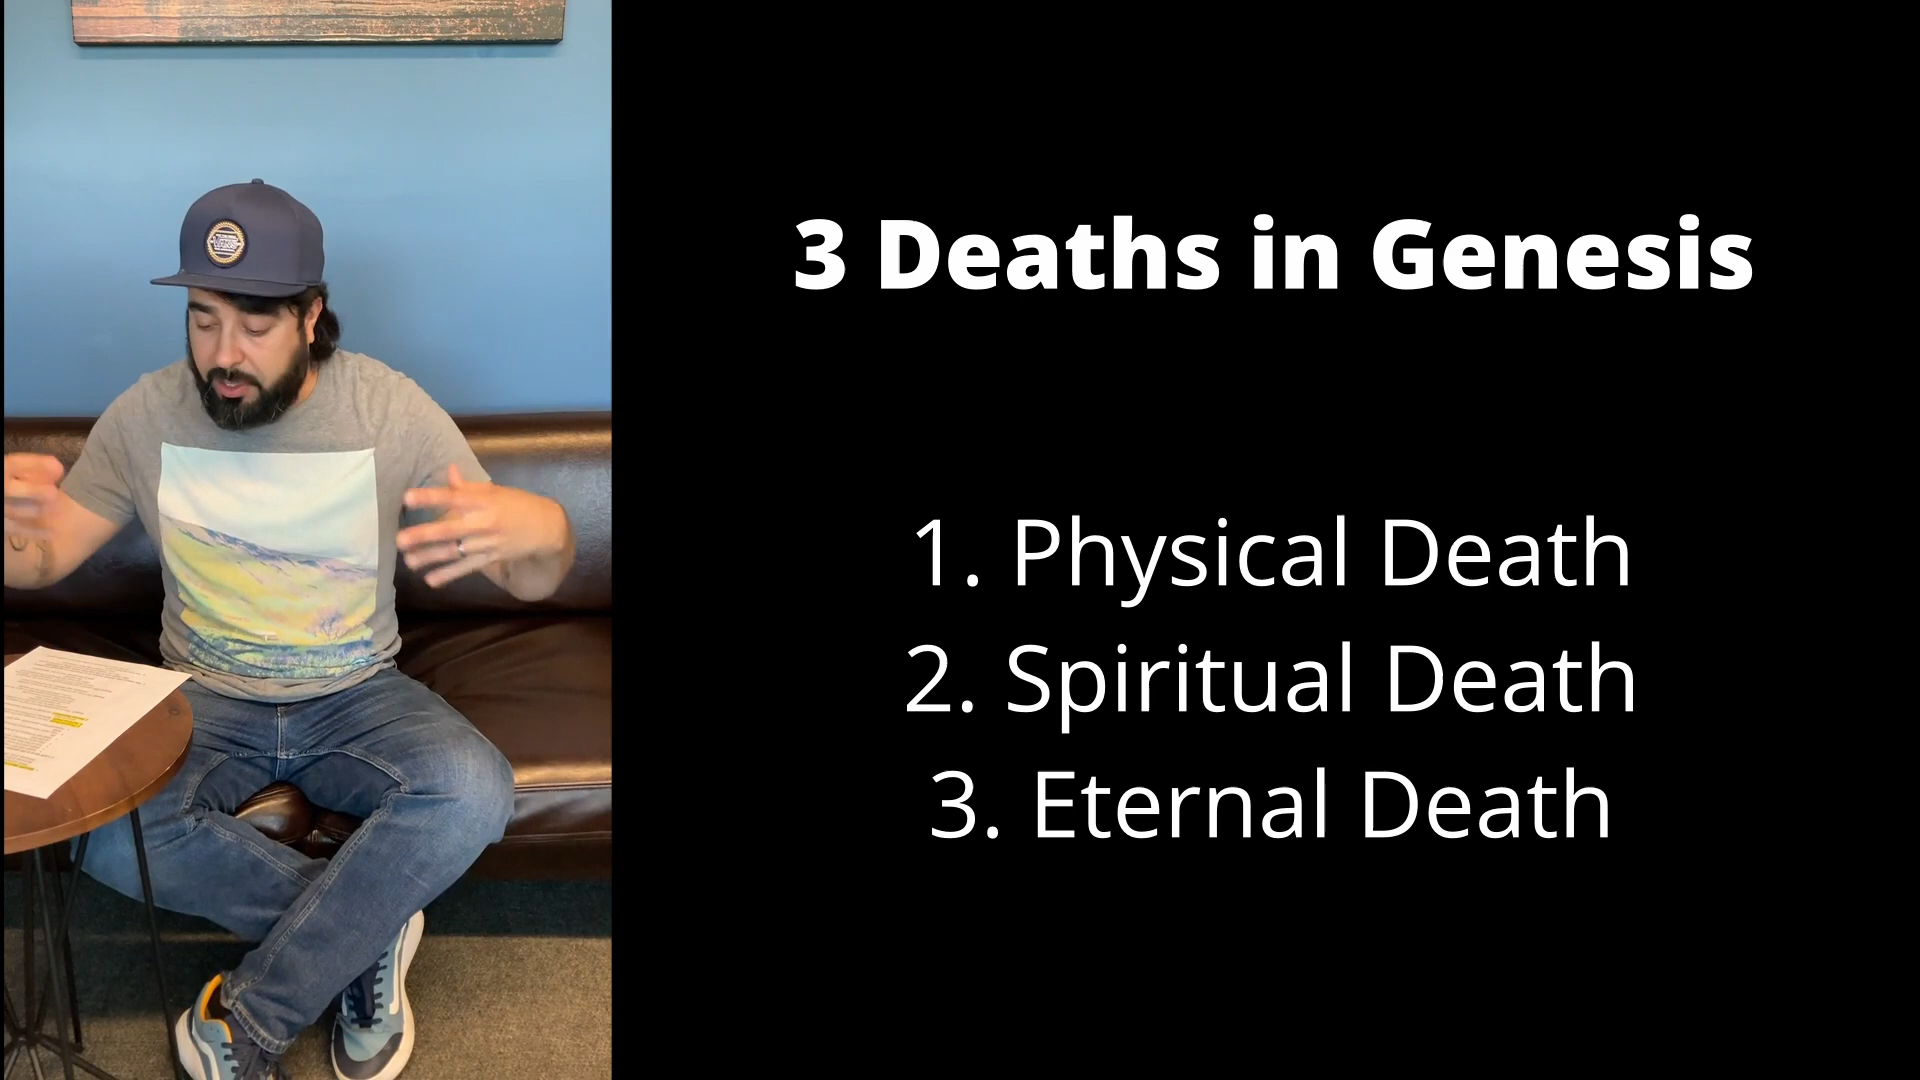 3 Deaths in Genesis
1. Physical Death
2. Spiritual Death
3. Eternal Death